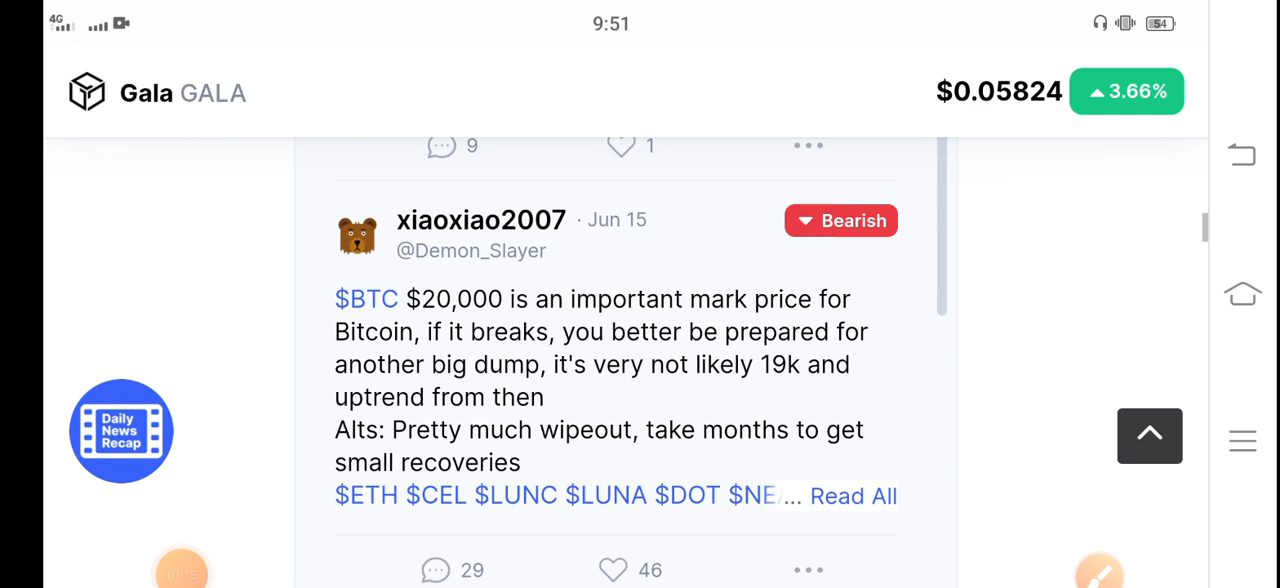 4G
9:51
54
Gala GALA
$0.05824
3.66%
9
1
xiaoxiao2007 · Jun 15
Bearish
@Demon_Slayer
$BTC $20,000 is an important mark price for
Bitcoin, if it breaks, you better be prepared for
another big dump, it's very not likely 19k and
uptrend from then
Alts: Pretty much wipeout, take months to get
small recoveries
$ETH $CEL $LUNC $LUNA $DOT $NEA... Read All
Daily
News
Recap
29
46
01:15